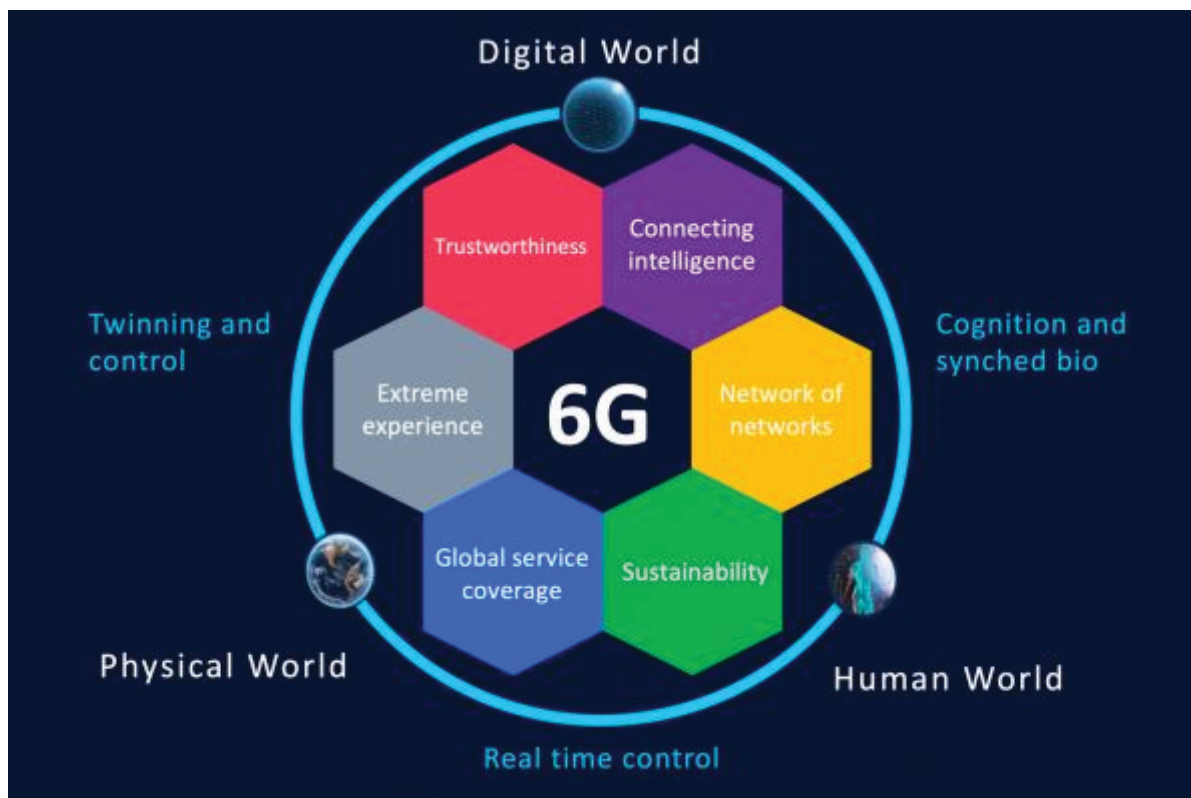 Digital World
Trustworthiness
Connecting
intelligence
Twinning and
control
Cognition and
synched bio
Extreme
experience
6G
Network of
networks
Global service
coverage
Sustainability
Physical World
Human World
Real time control